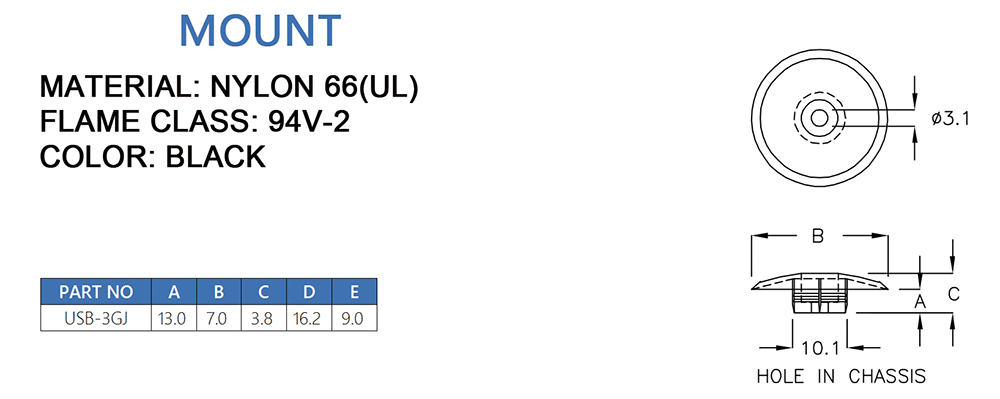 MOUNT
MATERIAL: NYLON 66(UL)
FLAME CLASS: 94V-2
COLOR: BLACK
PART NO A B C D E
USB-3GJ 13.0 7.0 3.8 16.2 9.0
ø3.1
B
A
C
10.1
HOLE IN CHASSIS